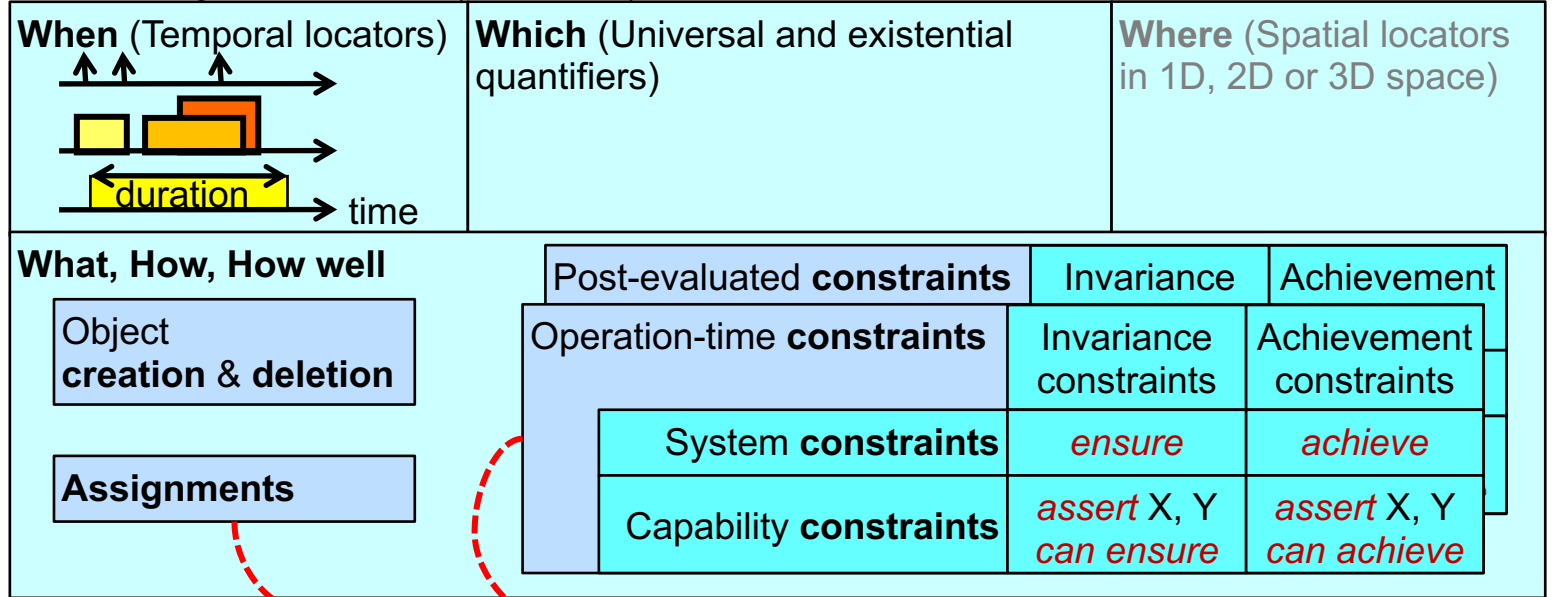 When (Temporal locators)
duration
time
Which (Universal and existential
quantifiers)
Where (Spatial locators
in 1D, 2D or 3D space)
What, How, How well
Object
creation & deletion
Assignments
Post-evaluated constraints
Invariance
Achievement
Operation-time constraints
Invariance
constraints
Achievement
constraints
System constraints
ensure
achieve
Capability constraints
assert X, Y
can ensure
assert X, Y
can achieve